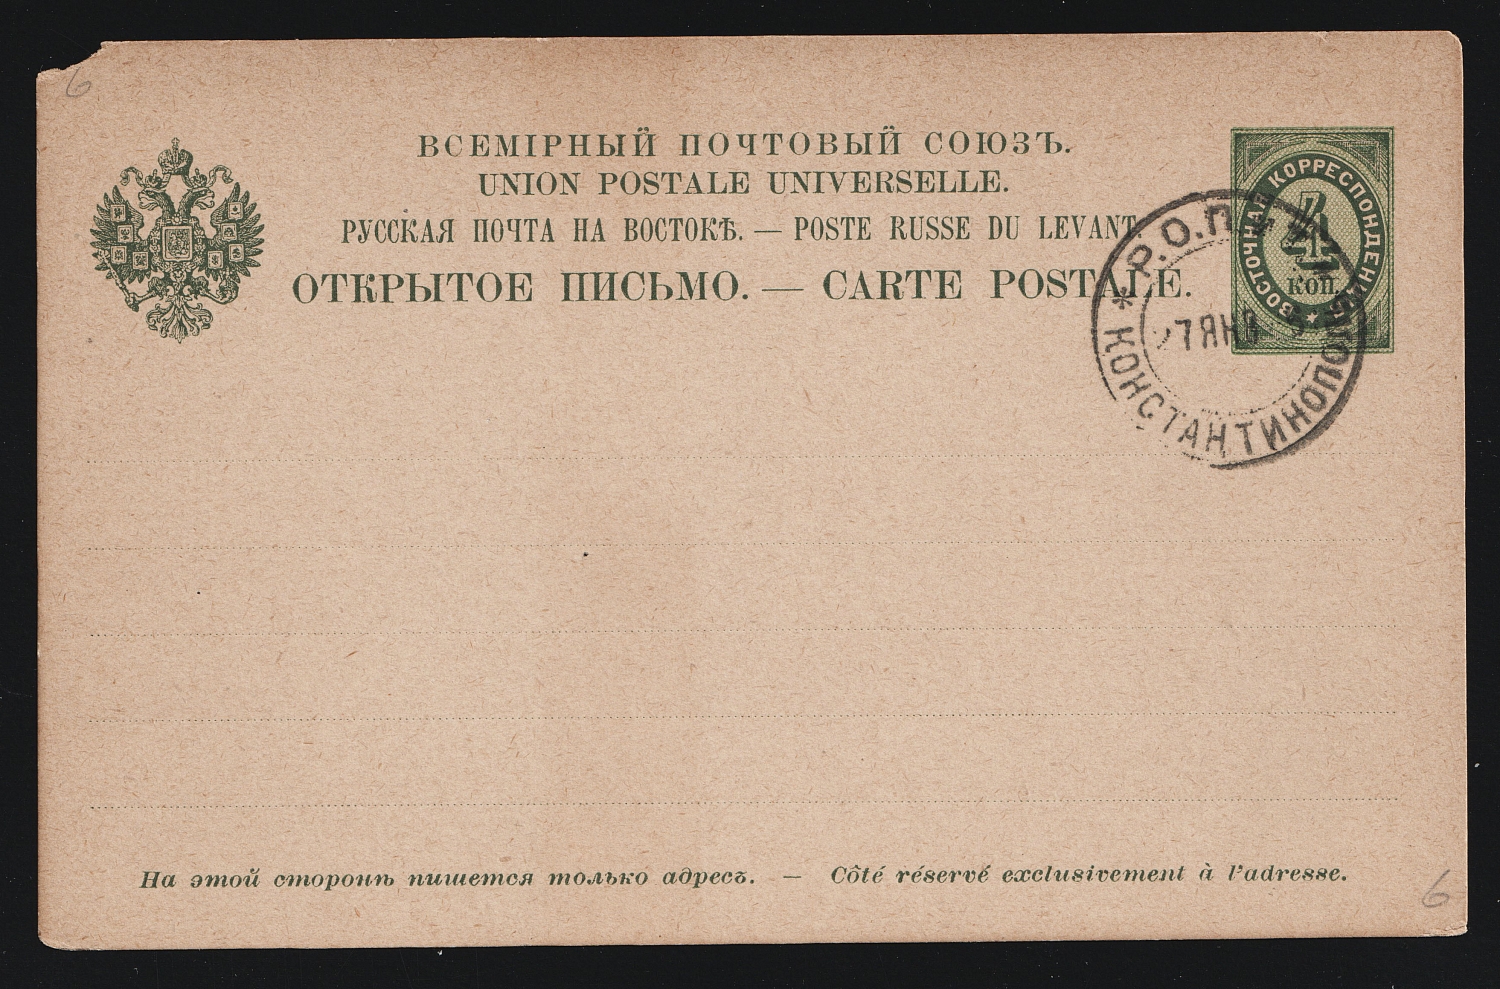 6
ВСЕМІРНЫЙ ПОЧТОВЫЙ СОЮЗЪ.
UNION POSTALE UNIVERSELLE.
РУССКАЯ ПОЧТА НА ВОСТОКѢ. — POSTE RUSSE DU LEVANT
ОТКРЫТОЕ ПИСЬМО. — CARTE POSTALE.
ВОСТОЧНАЯ КОРРЕСПОНДЕНЦІЯ
4
КОП.
* Р.О.П.
7 ЯНВ
КОНСТАНТИНОПОЛЬ
На этой сторонѣ пишется только адресъ. — Côté réservé exclusivement à l'adresse.
6